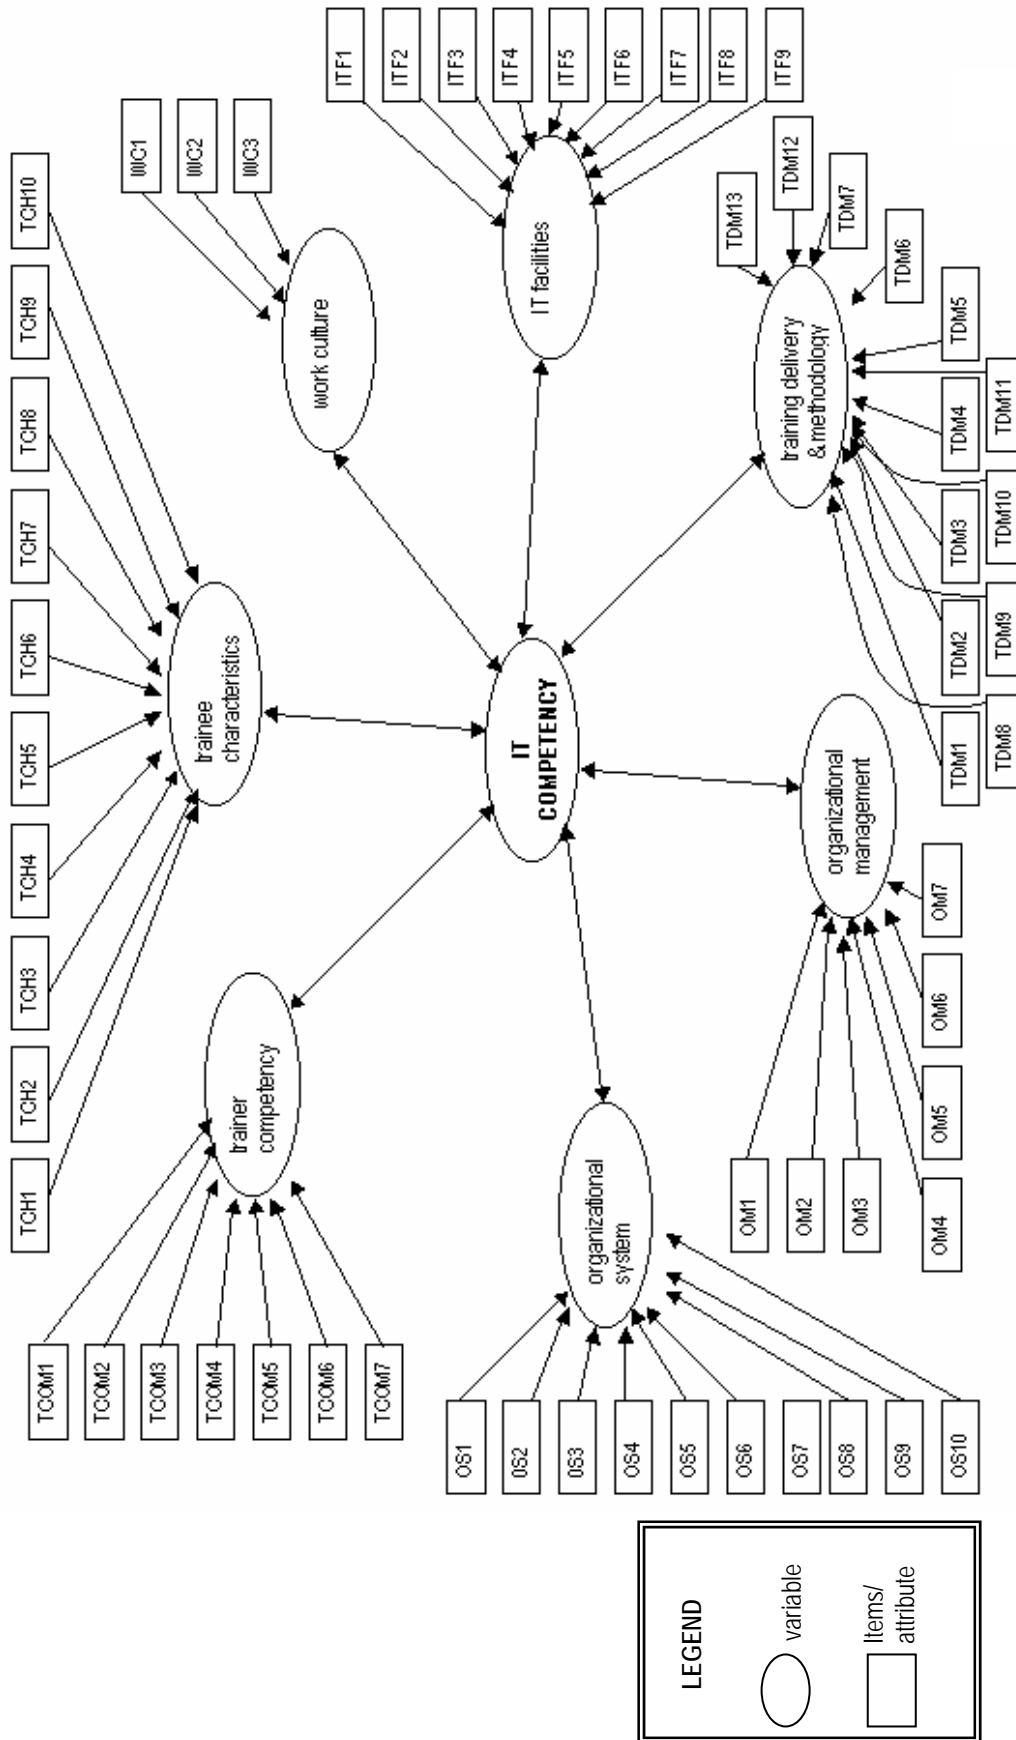 TCH1
TCH2
TCH3
TCH4
TCH5
TCH6
TCH7
TCH8
TCH9
TCH10
TCOM1
TCOM2
TCOM3
TCOM4
TCOM5
TCOM6
TCOM7
trainer
competency
trainee
characteristics
WC1
WC2
WC3
work culture
ITF1
ITF2
ITF3
ITF4
ITF5
ITF6
ITF7
ITF8
ITF9
IT facilities
IT
COMPETENCY
OS1
OS2
OS3
OS4
OS5
OS6
OS7
OS8
OS9
OS10
organizational
system
OM1
OM2
OM3
OM4
OM5
OM6
OM7
organizational
management
training delivery
& methodology
TDM13
TDM12
TDM7
TDM6
TDM1
TDM2
TDM3
TDM4
TDM5
TDM8
TDM9
TDM10
TDM11
LEGEND
variable
Items/
attribute